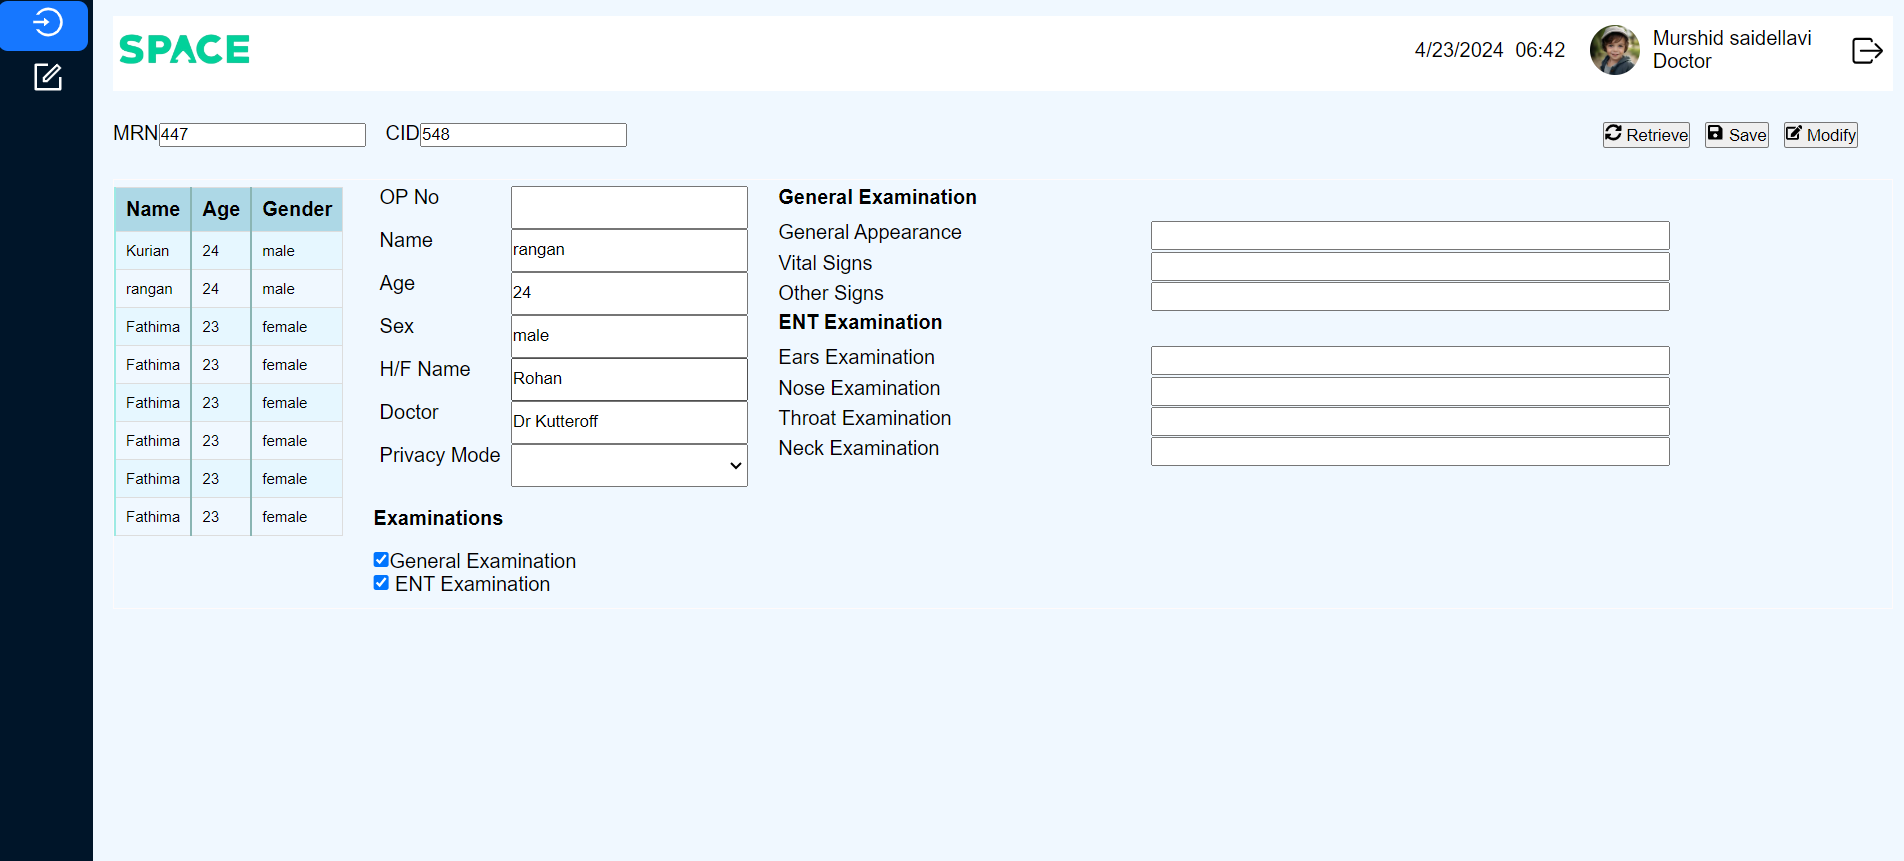 SPACE
4/23/2024 06:42
Murshid saidellavi
Doctor
MRN 447 CID 548
Retrieve Save Modify
Name Age Gender
Kurian 24 male
rangan 24 male
Fathima 23 female
Fathima 23 female
Fathima 23 female
Fathima 23 female
Fathima 23 female
Fathima 23 female
OP No
Name rangan
Age 24
Sex male
H/F Name Rohan
Doctor Dr Kutteroff
Privacy Mode
Examinations
General Examination
ENT Examination
General Examination
General Appearance
Vital Signs
Other Signs
ENT Examination
Ears Examination
Nose Examination
Throat Examination
Neck Examination